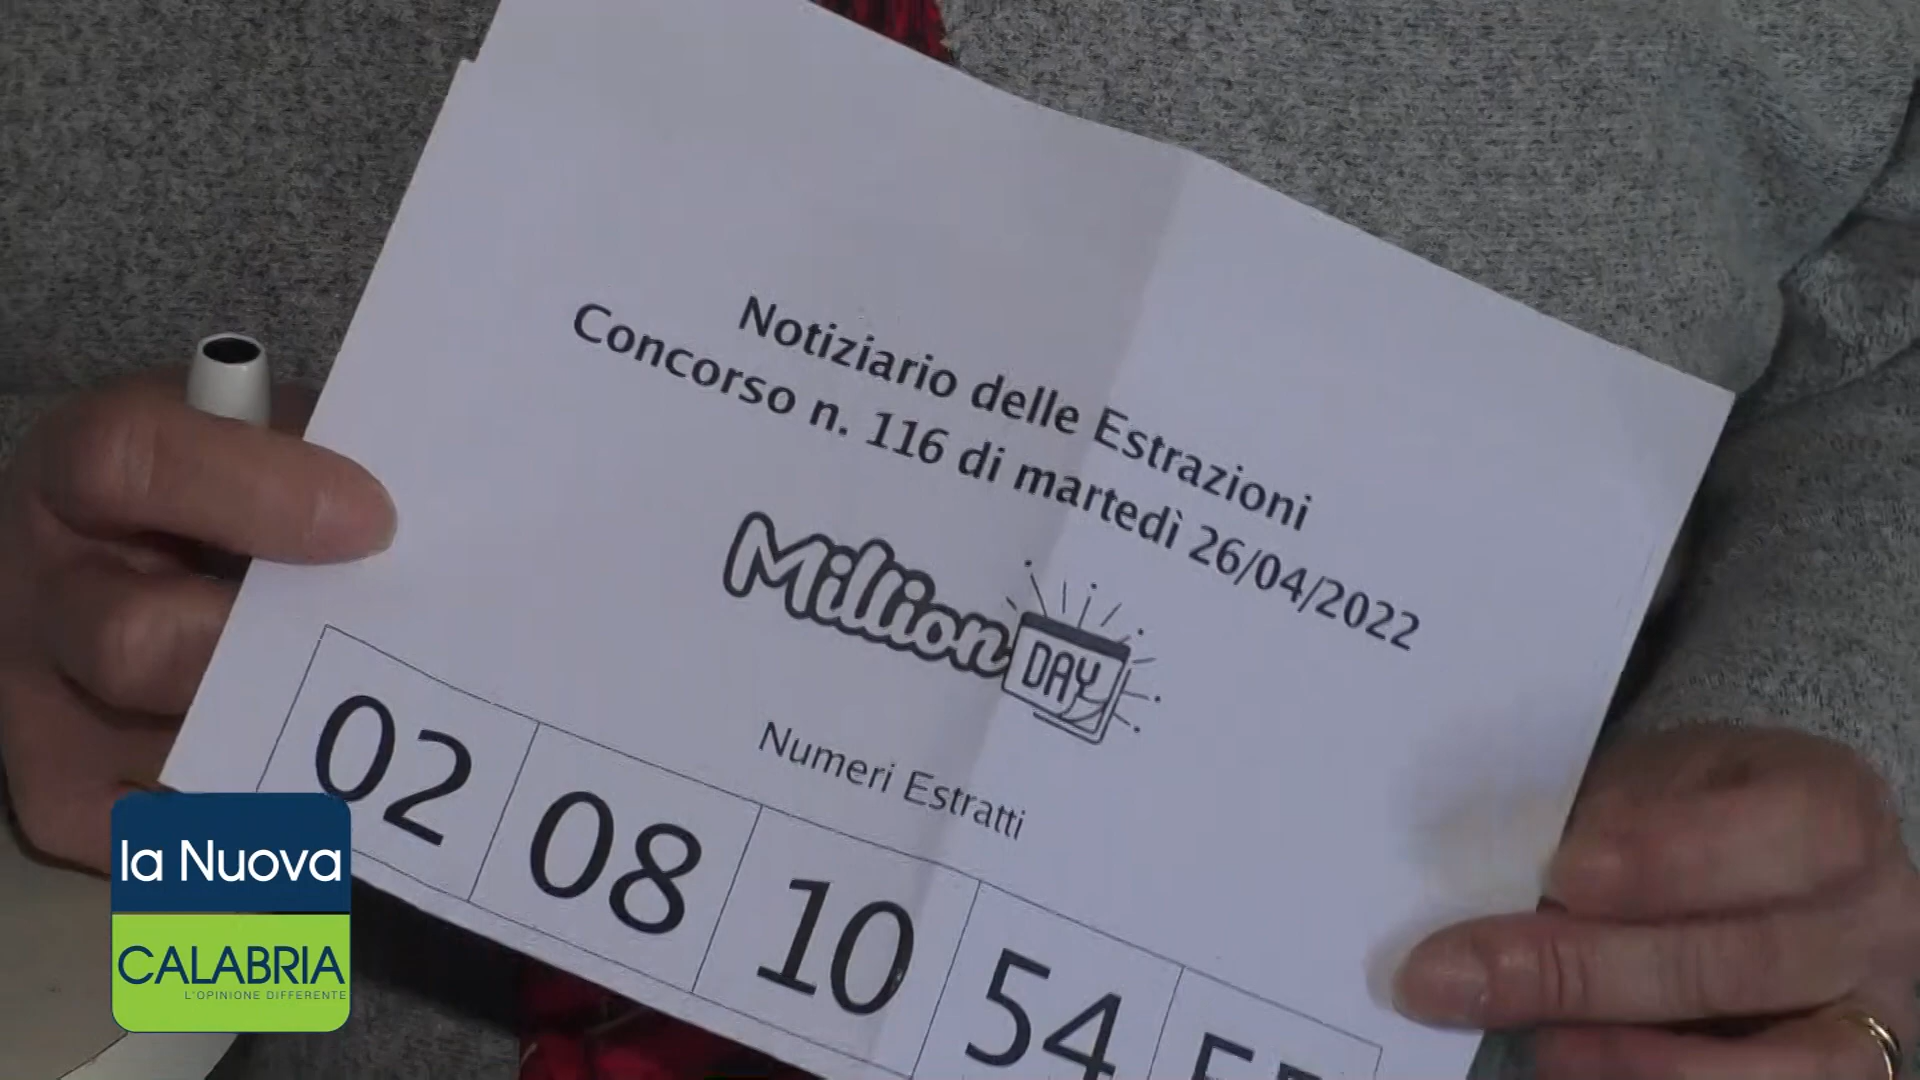 Notiziario delle Estrazioni
Concorso n. 116 di martedì 26/04/2022
Million DAY
Numeri Estratti
02 08 10 54
la Nuova
CALABRIA
L'OPINIONE DIFFERENTE